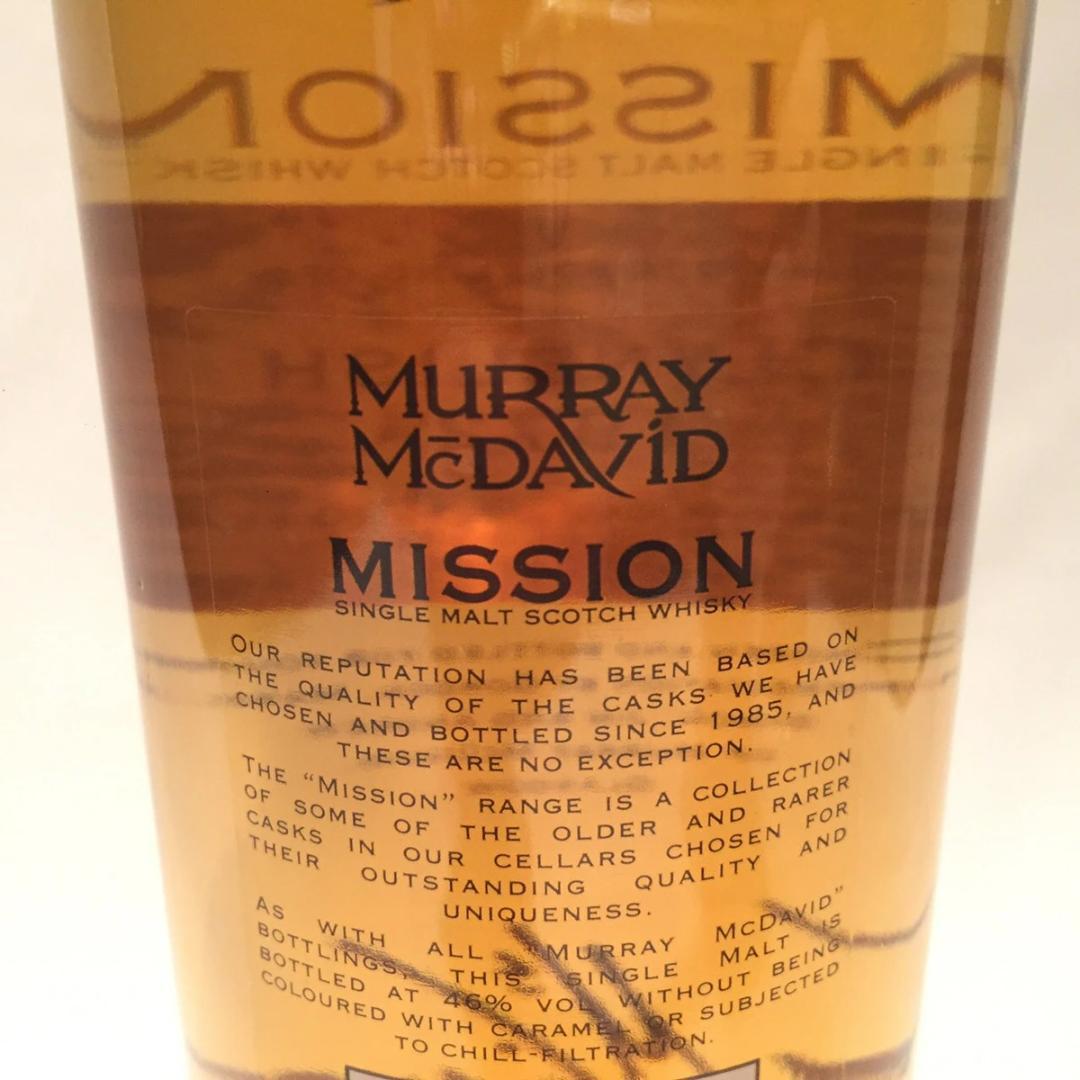 MISSION
SINGLE MALT SCOTCH WHISK
MURRAY
McDAVID
MISSION
SINGLE MALT SCOTCH WHISKY
OUR REPUTATION HAS BEEN BASED ON
THE QUALITY OF THE CASKS WE HAVE
CHOSEN AND BOTTLED SINCE 1985, AND
THESE ARE NO EXCEPTION.
THE “MISSION” RANGE IS A COLLECTION
OF SOME OF THE OLDER AND RARER
CASKS IN OUR CELLARS CHOSEN FOR
THEIR OUTSTANDING QUALITY AND
UNIQUENESS.
AS WITH ALL “MURRAY McDAVID”
BOTTLINGS, THIS SINGLE MALT IS
BOTTLED AT 46% VOL WITHOUT BEING
COLOURED WITH CARAMEL OR SUBJECTED
TO CHILL-FILTRATION.